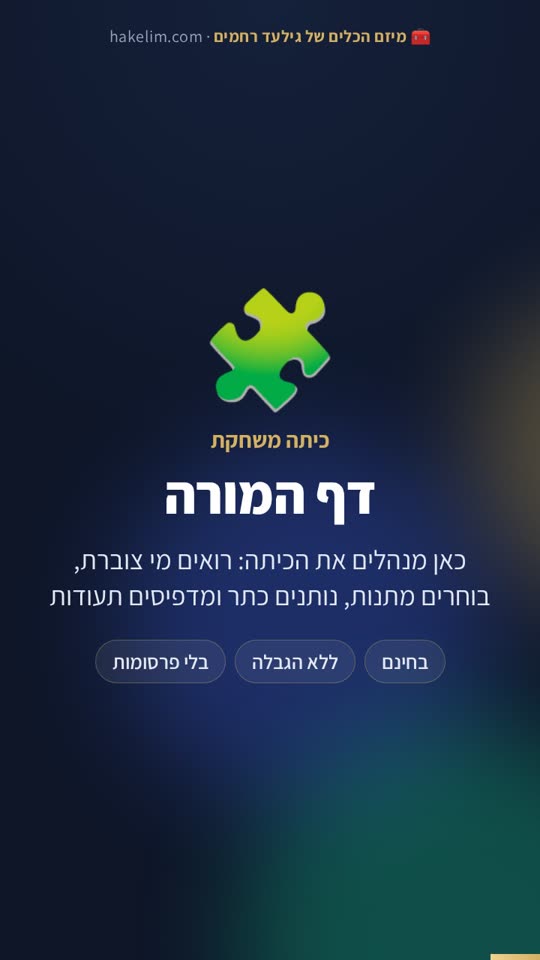 🧰 מיזם הכלים של גילעד רחמים · hakelim.com
כיתה משחקת
דף המורה
כאן מנהלים את הכיתה: רואים מי צוברת,
בוחרים מתנות, נותנים כתר ומדפיסים תעודות
בחינם
ללא הגבלה
בלי פרסומות